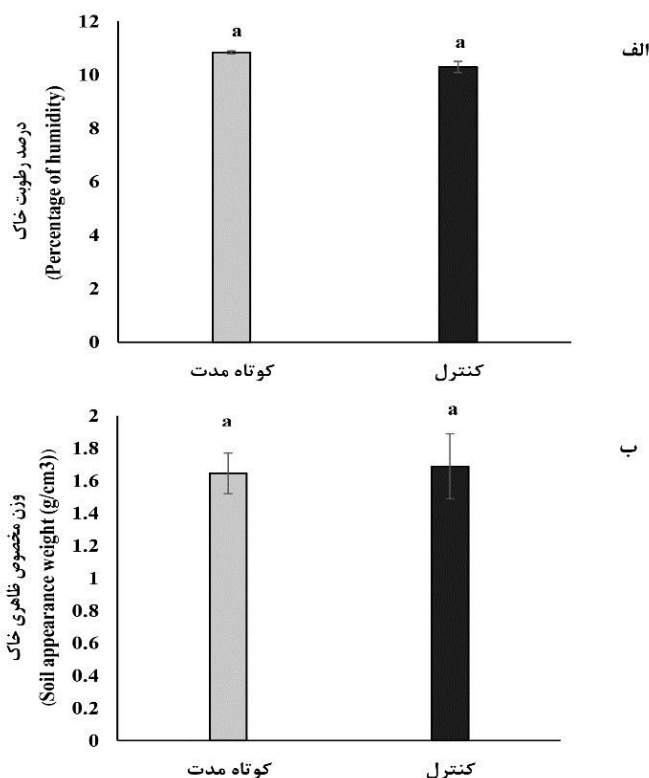 الف
درصد رطوبت خاک
(Percentage of humidity)
12
10
8
6
4
2
0
a
a
کوتاه مدت
کنترل
ب
وزن مخصوص ظاهری خاک
(Soil appearance weight (g/cm3))
2
1.8
1.6
1.4
1.2
1
0.8
0.6
0.4
0.2
0
a
a
کوتاه مدت
کنترل